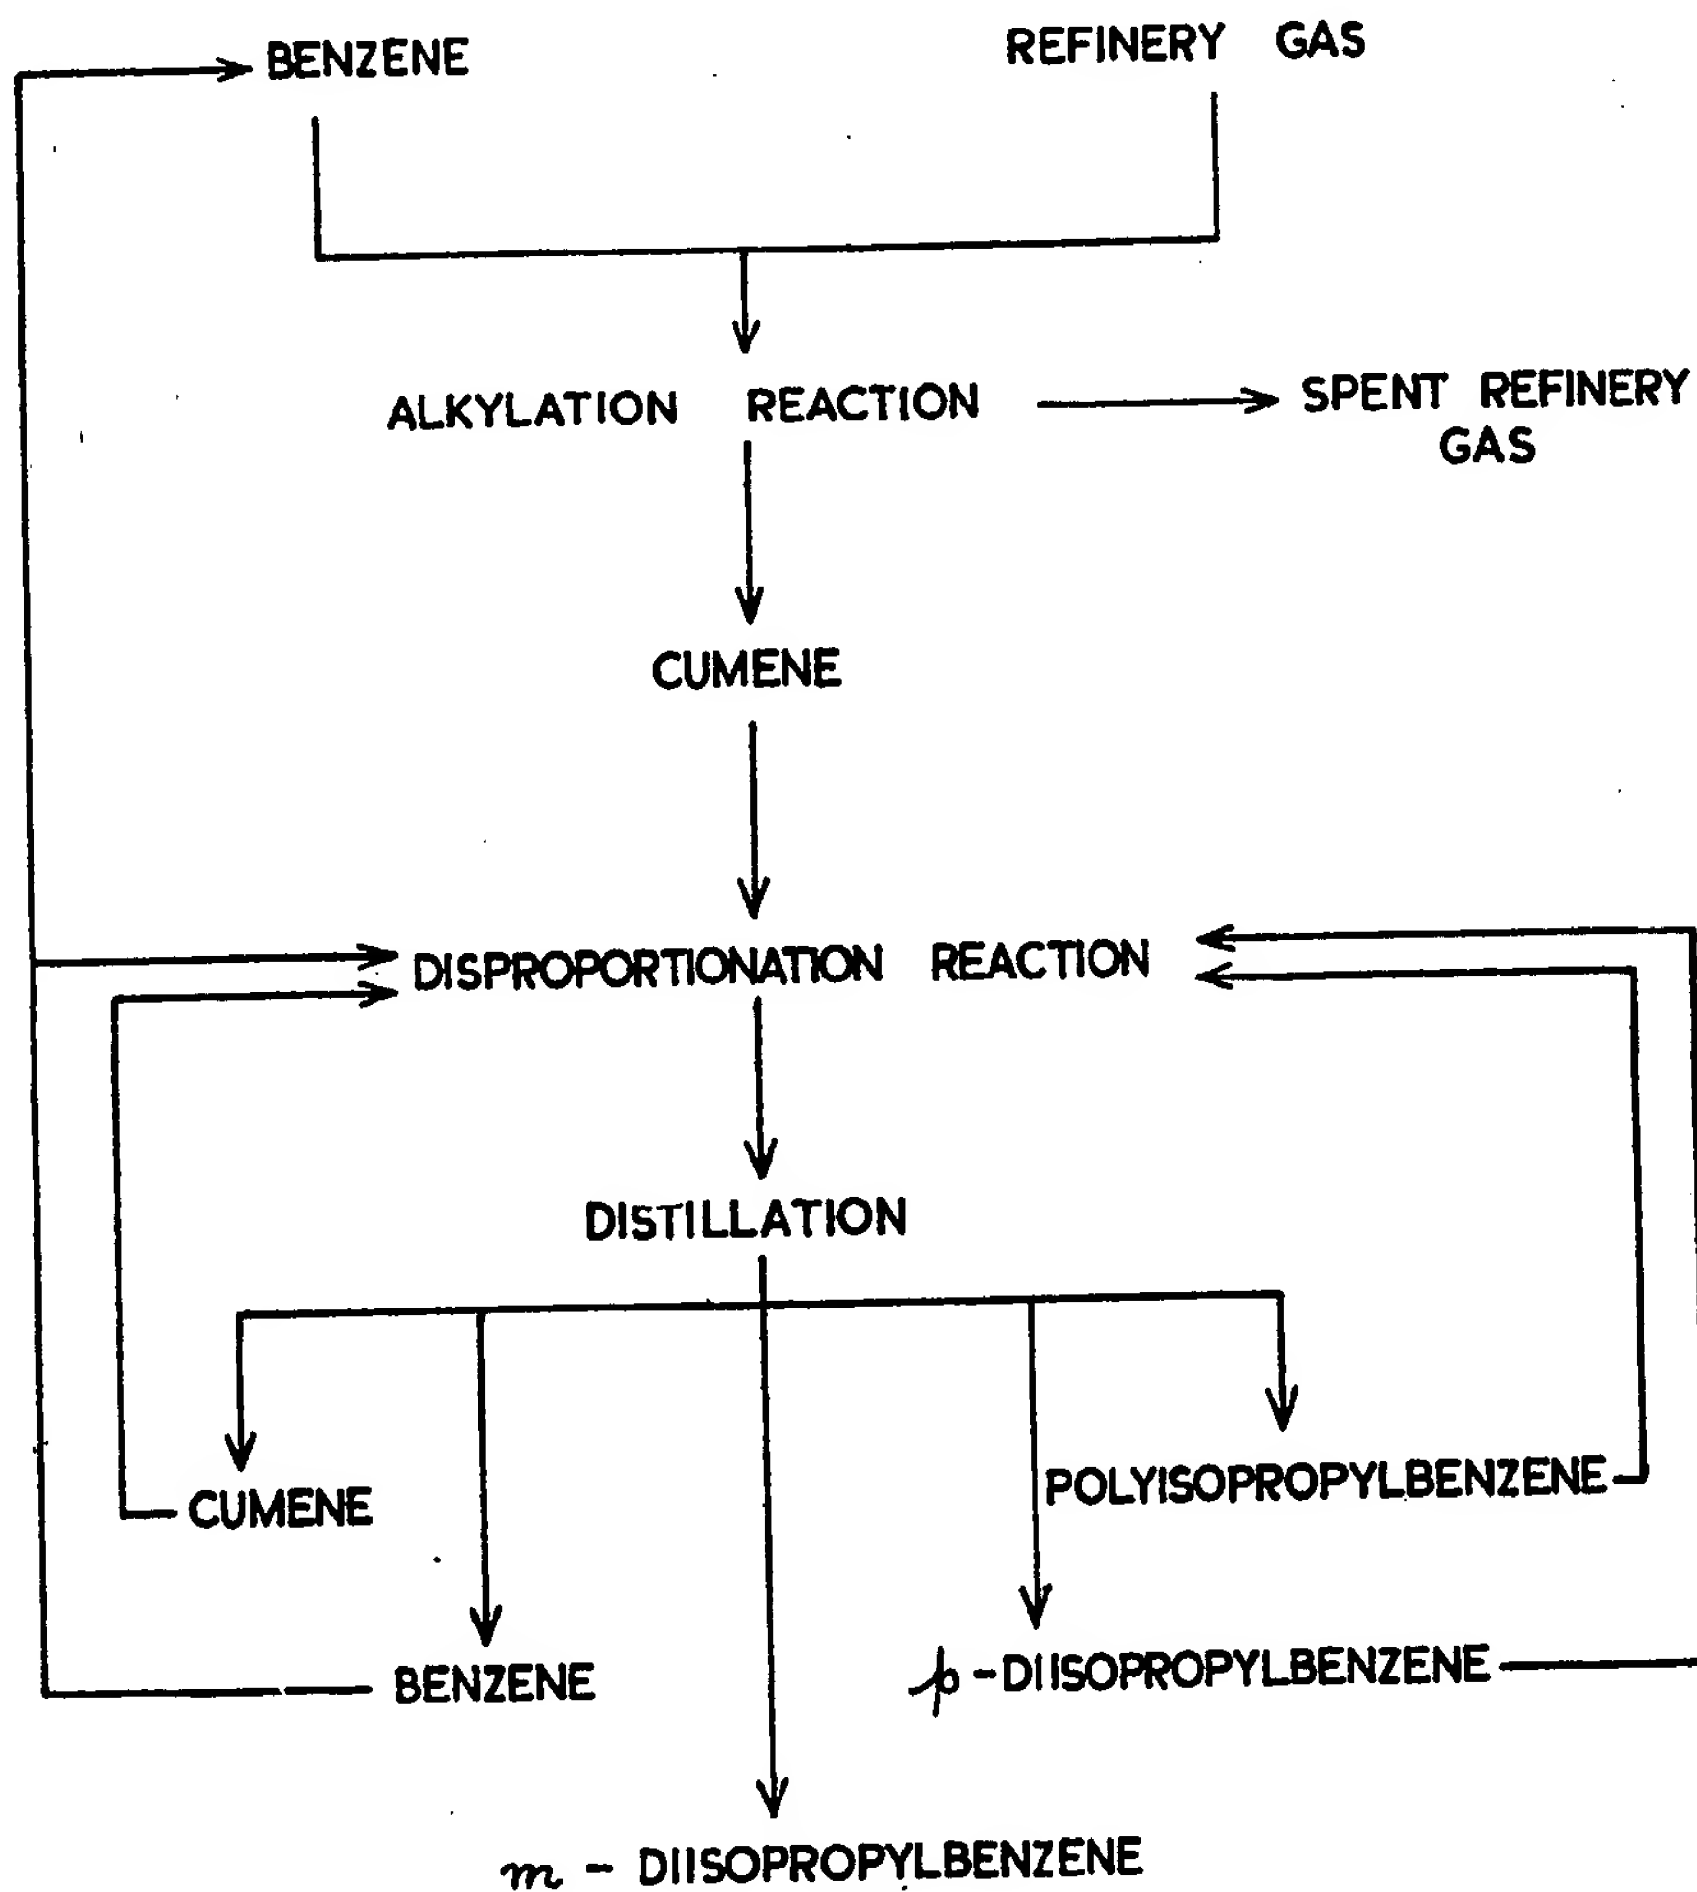 BENZENE
REFINERY GAS
ALKYLATION REACTION
SPENT REFINERY
GAS
CUMENE
DISPROPORTIONATION REACTION
DISTILLATION
CUMENE
POLYISOPROPYLBENZENE
BENZENE
p-DIISOPROPYLBENZENE
m - DIISOPROPYLBENZENE